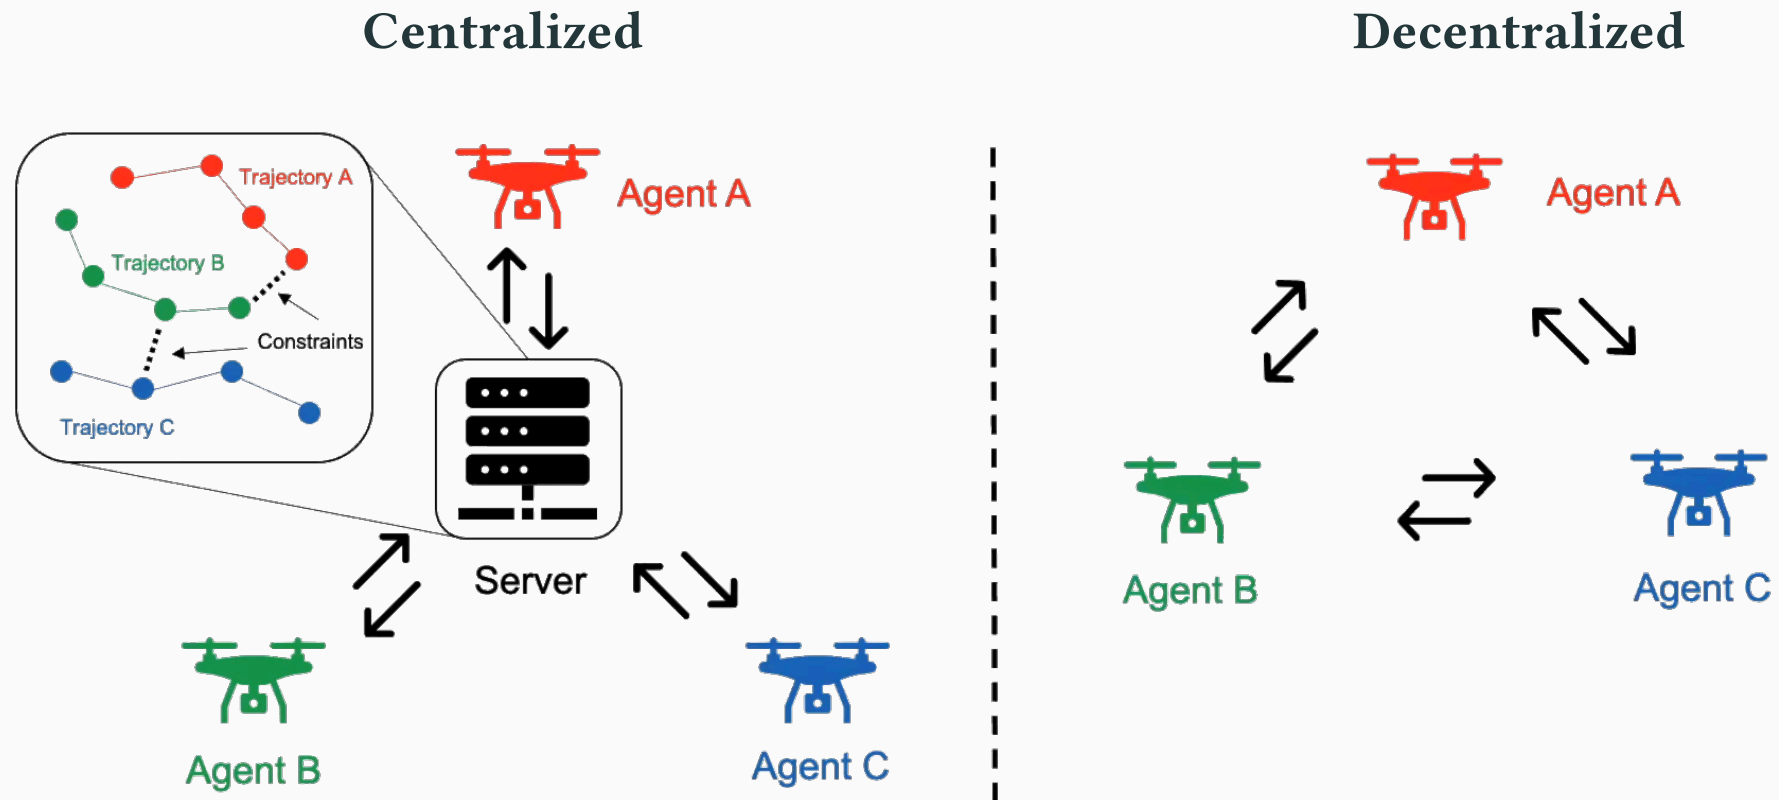 Centralized
Decentralized
Trajectory A
Trajectory B
Constraints
Trajectory C
Agent A
Server
Agent B
Agent C
Agent A
Agent B
Agent C